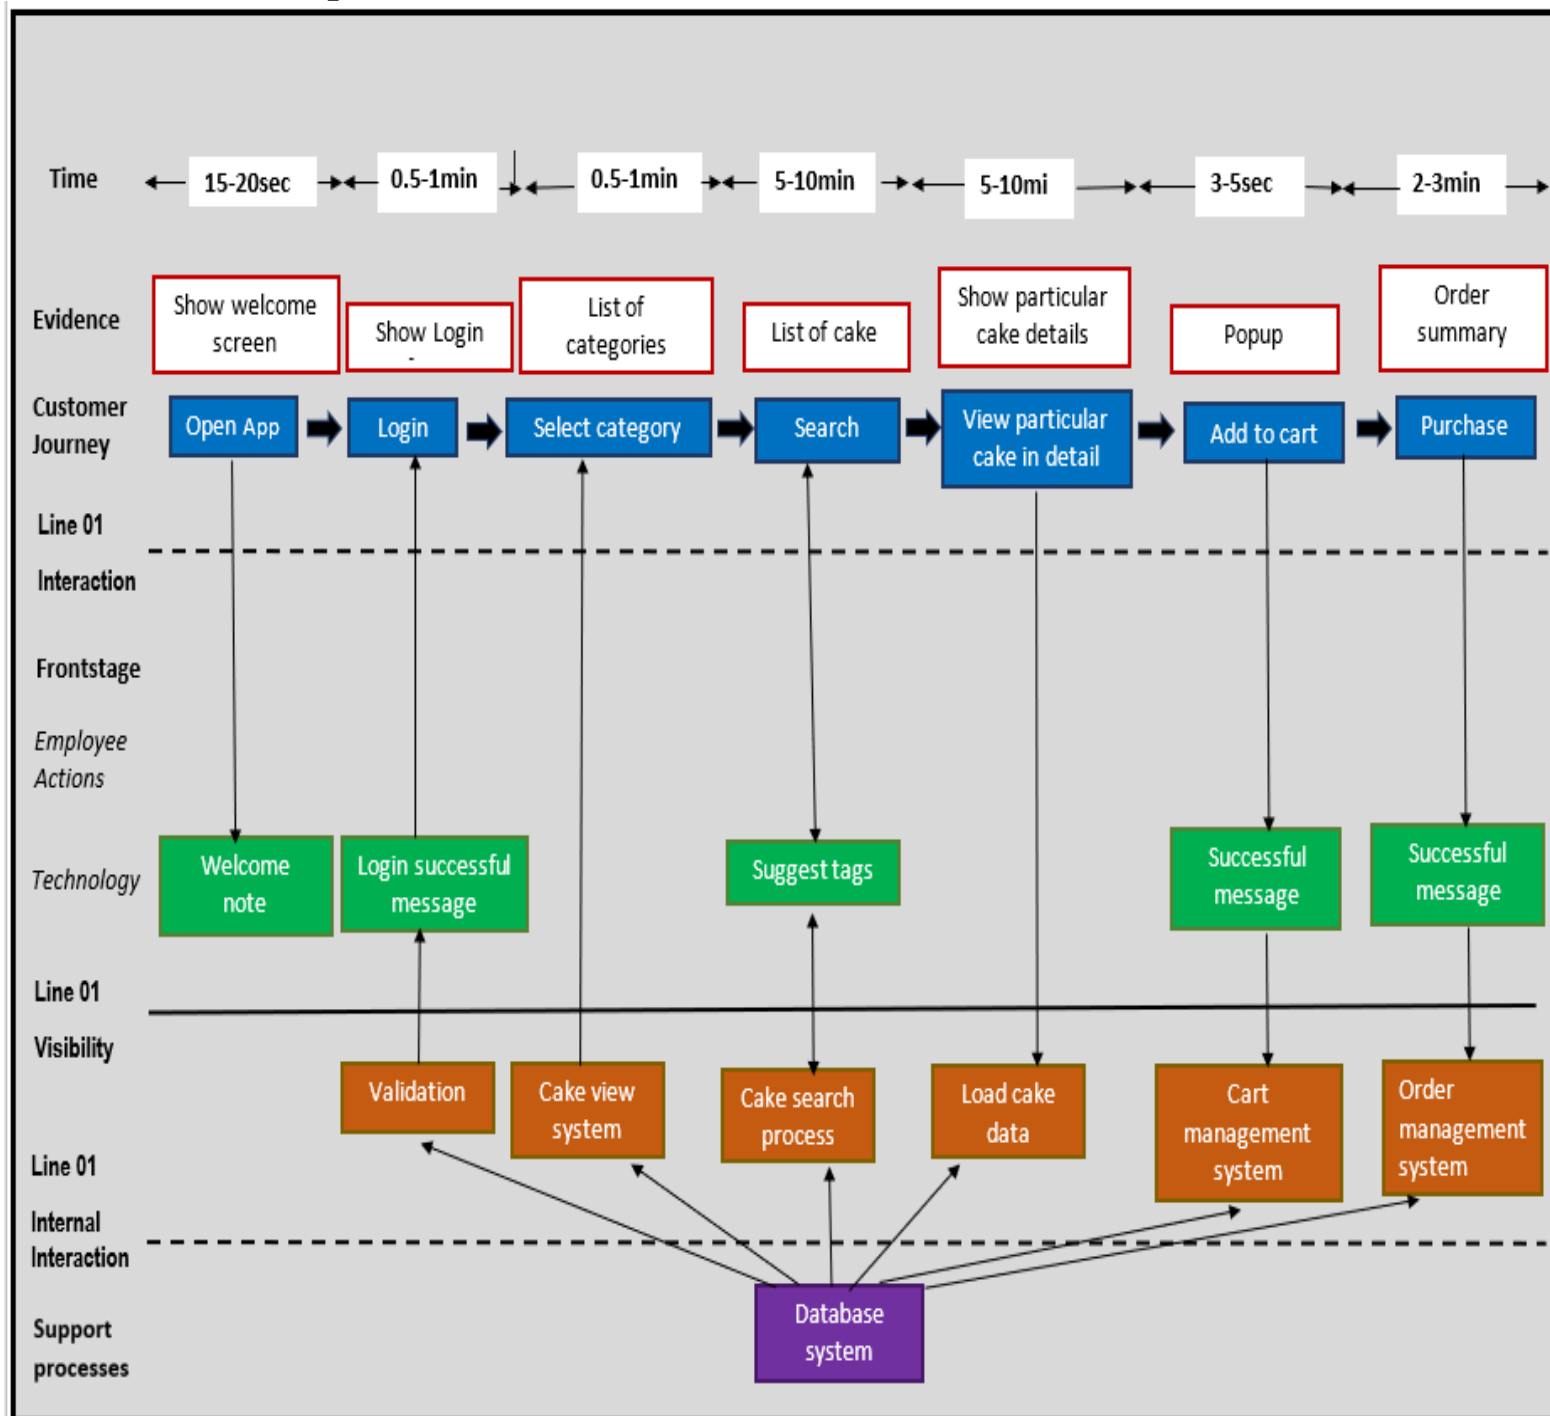 Time
15-20sec
0.5-1min
0.5-1min
5-10min
5-10mi
3-5sec
2-3min
Evidence
Show welcome
screen
Show Login
List of
categories
List of cake
Show particular
cake details
Popup
Order
summary
Customer
Journey
Open App
Login
Select category
Search
View particular
cake in detail
Add to cart
Purchase
Line 01
Interaction
Frontstage
Employee
Actions
Technology
Welcome
note
Login successful
message
Suggest tags
Successful
message
Successful
message
Line 01
Visibility
Validation
Cake view
system
Cake search
process
Load cake
data
Cart
management
system
Order
management
system
Line 01
Internal
Interaction
Support
processes
Database
system